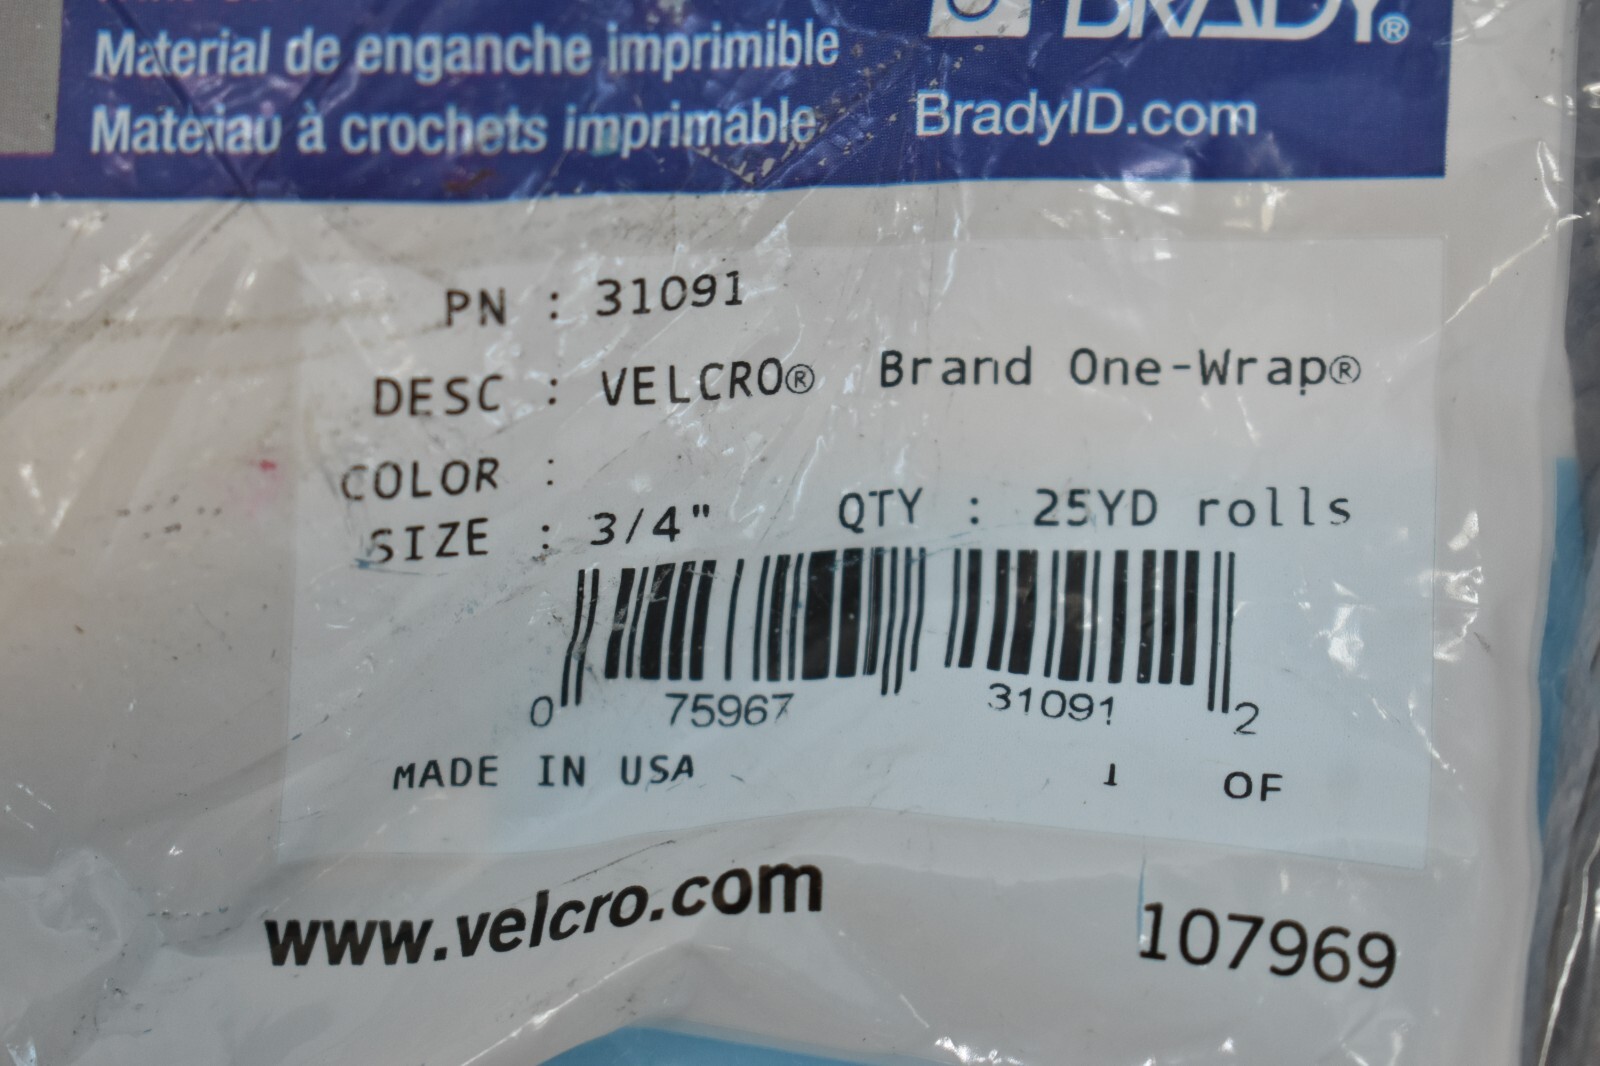 BRADY®
Material de enganche imprimible
Materiau à crochets imprimable
BradyID.com
PN : 31091
DESC : VELCRO® Brand One-Wrap®
COLOR :
SIZE : 3/4" QTY : 25YD rolls
0 75967 31091 2
MADE IN USA 1 OF
www.velcro.com
107969